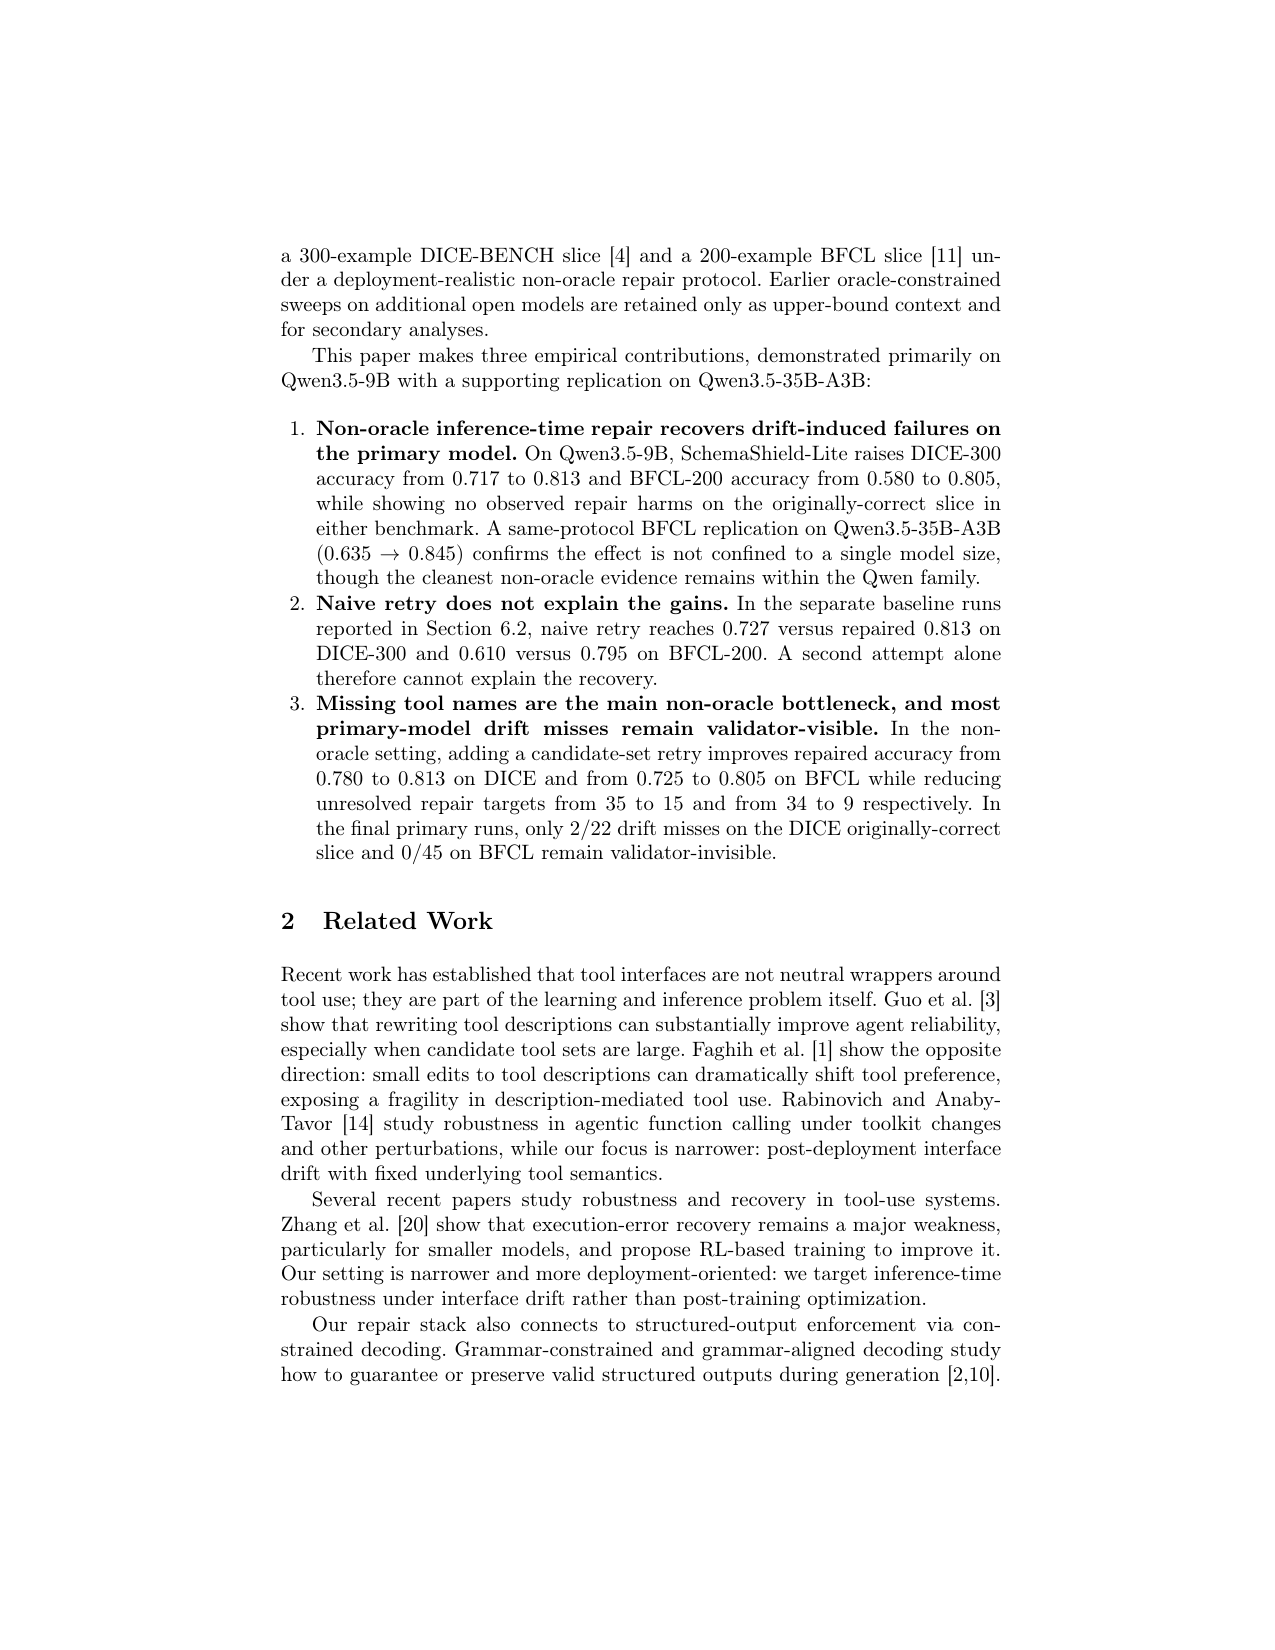 a 300-example DICE-BENCH slice [4] and a 200-example BFCL slice [11] un-
der a deployment-realistic non-oracle repair protocol. Earlier oracle-constrained
sweeps on additional open models are retained only as upper-bound context and
for secondary analyses.
This paper makes three empirical contributions, demonstrated primarily on
Qwen3.5-9B with a supporting replication on Qwen3.5-35B-A3B:
1. Non-oracle inference-time repair recovers drift-induced failures on
the primary model. On Qwen3.5-9B, SchemaShield-Lite raises DICE-300
accuracy from 0.717 to 0.813 and BFCL-200 accuracy from 0.580 to 0.805,
while showing no observed repair harms on the originally-correct slice in
either benchmark. A same-protocol BFCL replication on Qwen3.5-35B-A3B
(0.635 → 0.845) confirms the effect is not confined to a single model size,
though the cleanest non-oracle evidence remains within the Qwen family.
2. Naive retry does not explain the gains. In the separate baseline runs
reported in Section 6.2, naive retry reaches 0.727 versus repaired 0.813 on
DICE-300 and 0.610 versus 0.795 on BFCL-200. A second attempt alone
therefore cannot explain the recovery.
3. Missing tool names are the main non-oracle bottleneck, and most
primary-model drift misses remain validator-visible. In the non-
oracle setting, adding a candidate-set retry improves repaired accuracy from
0.780 to 0.813 on DICE and from 0.725 to 0.805 on BFCL while reducing
unresolved repair targets from 35 to 15 and from 34 to 9 respectively. In
the final primary runs, only 2/22 drift misses on the DICE originally-correct
slice and 0/45 on BFCL remain validator-invisible.
2 Related Work
Recent work has established that tool interfaces are not neutral wrappers around
tool use; they are part of the learning and inference problem itself. Guo et al. [3]
show that rewriting tool descriptions can substantially improve agent reliability,
especially when candidate tool sets are large. Faghih et al. [1] show the opposite
direction: small edits to tool descriptions can dramatically shift tool preference,
exposing a fragility in description-mediated tool use. Rabinovich and Anaby-
Tavor [14] study robustness in agentic function calling under toolkit changes
and other perturbations, while our focus is narrower: post-deployment interface
drift with fixed underlying tool semantics.
Several recent papers study robustness and recovery in tool-use systems.
Zhang et al. [20] show that execution-error recovery remains a major weakness,
particularly for smaller models, and propose RL-based training to improve it.
Our setting is narrower and more deployment-oriented: we target inference-time
robustness under interface drift rather than post-training optimization.
Our repair stack also connects to structured-output enforcement via con-
strained decoding. Grammar-constrained and grammar-aligned decoding study
how to guarantee or preserve valid structured outputs during generation [2,10].